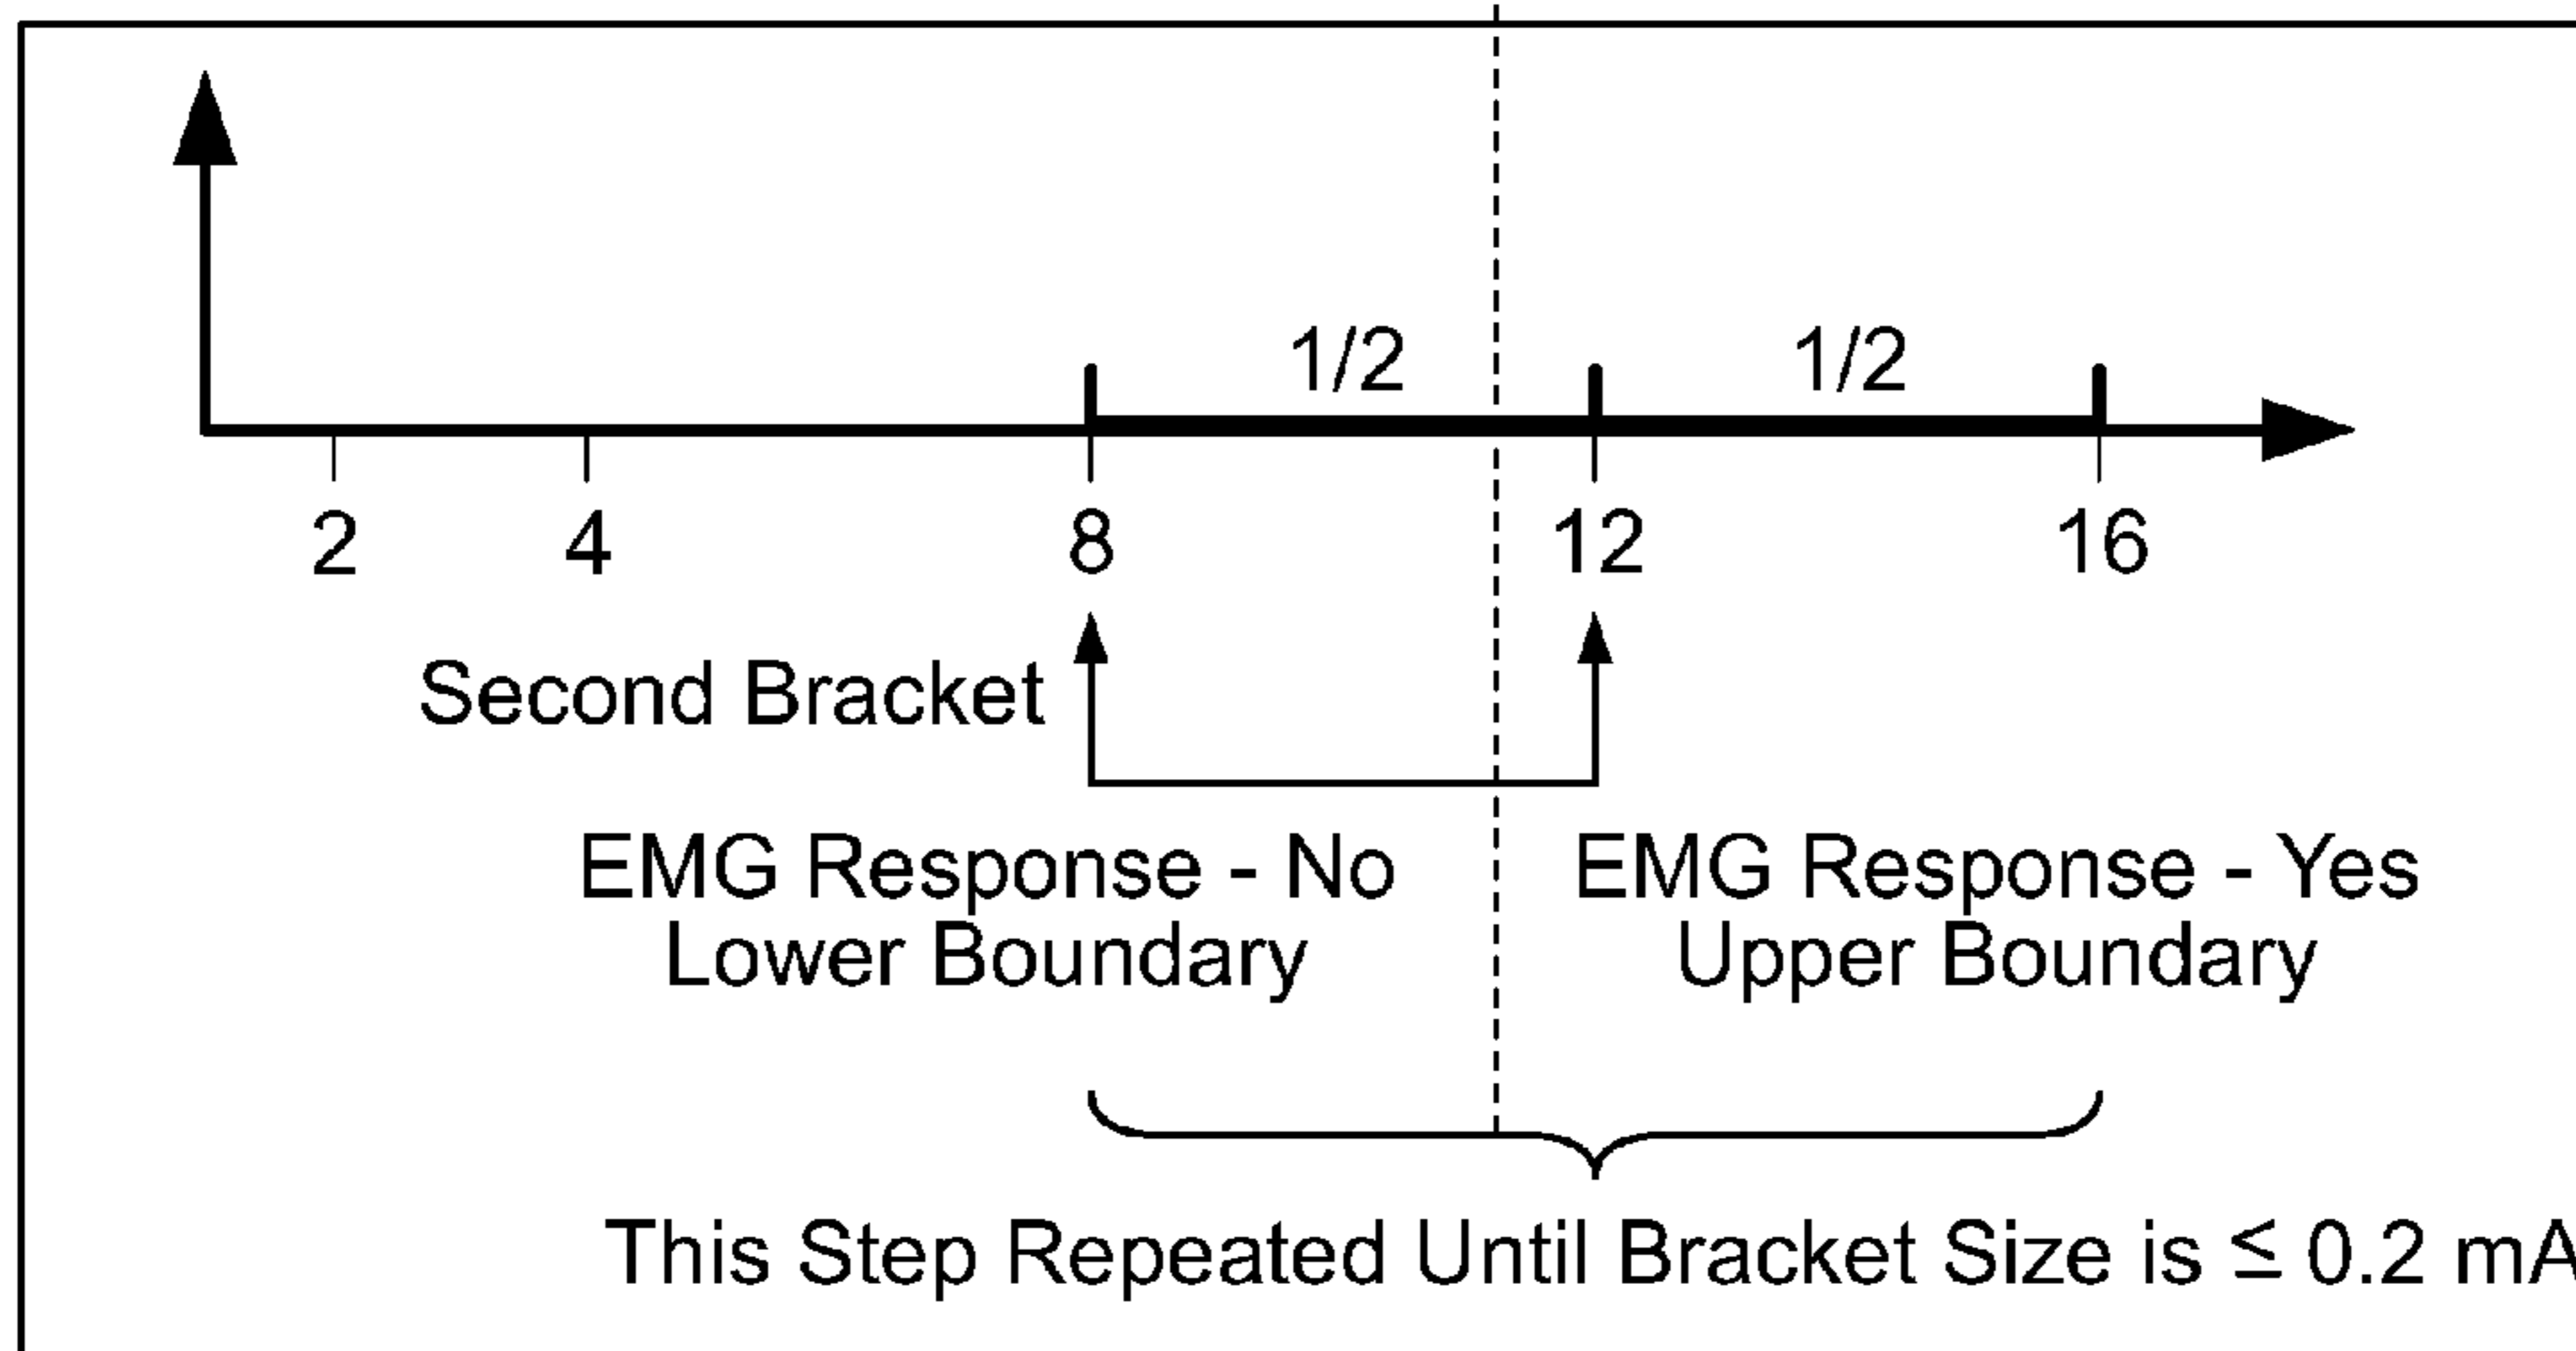 1/2 1/2
2 4 8 12 16
Second Bracket
EMG Response - No EMG Response - Yes
Lower Boundary Upper Boundary
This Step Repeated Until Bracket Size is ≤ 0.2 mA